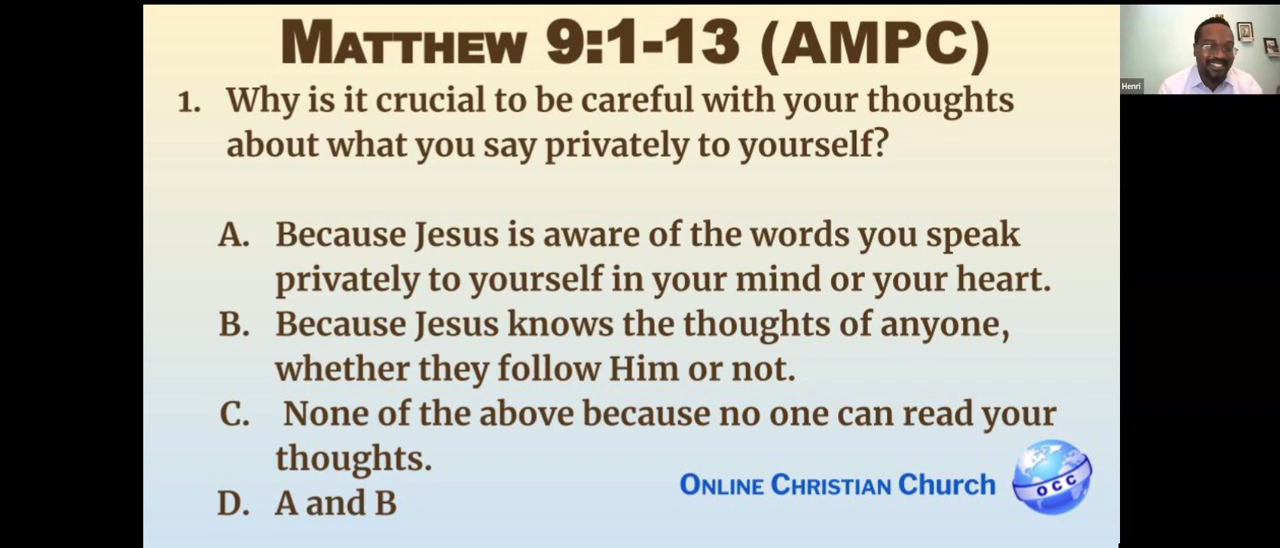 MATTHEW 9:1-13 (AMPC)
1. Why is it crucial to be careful with your thoughts
about what you say privately to yourself?
A. Because Jesus is aware of the words you speak
privately to yourself in your mind or your heart.
B. Because Jesus knows the thoughts of anyone,
whether they follow Him or not.
C. None of the above because no one can read your
thoughts.
D. A and B
ONLINE CHRISTIAN Church
OCC
Henri